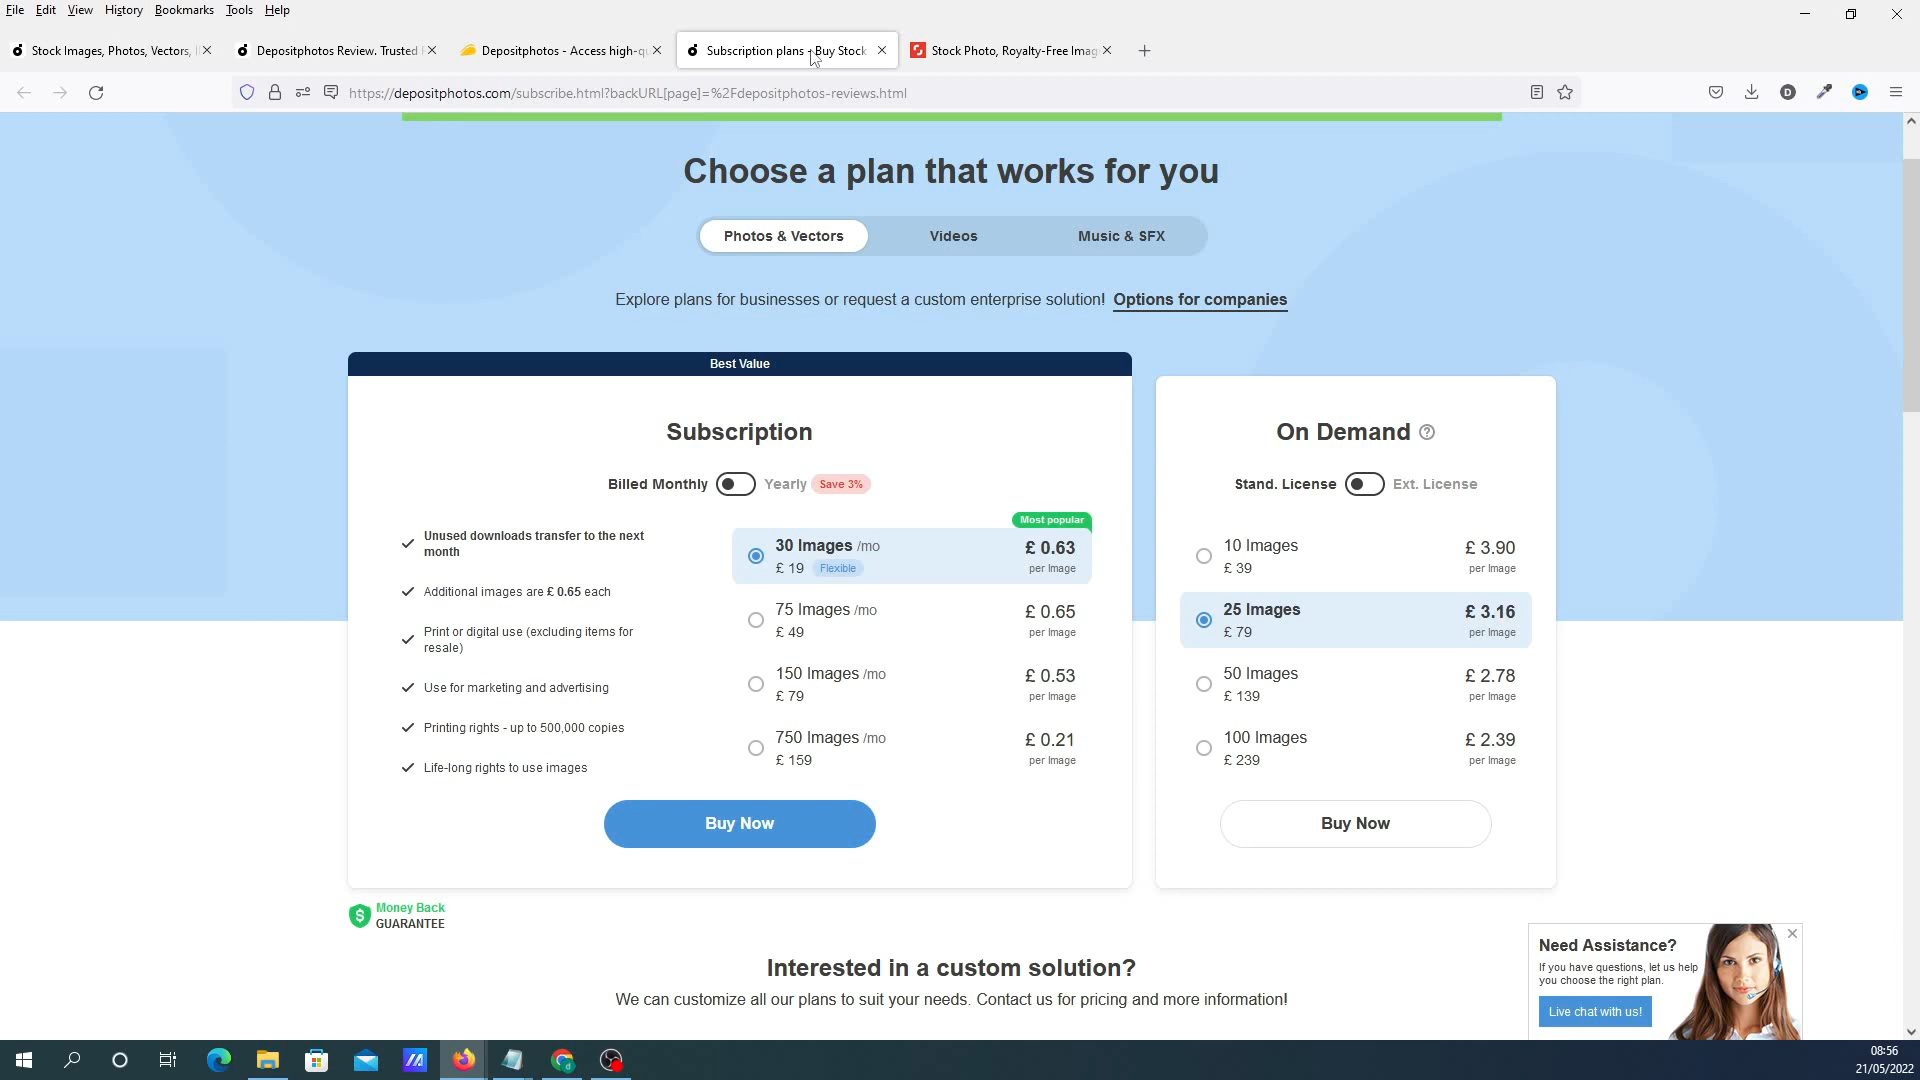 File Edit View History Bookmarks Tools Help
Stock Images, Photos, Vectors,
Depositphotos Review. Trusted
Depositphotos - Access high-q
Subscription plans - Buy Stock
Stock Photo, Royalty-Free Imag
https://depositphotos.com/subscribe.html?backURL[page]=%2Fdepositphotos-reviews.html
Choose a plan that works for you
Photos & Vectors Videos Music & SFX
Explore plans for businesses or request a custom enterprise solution! Options for companies
Best Value
Subscription
Billed Monthly Yearly Save 3%
Unused downloads transfer to the next
month
Additional images are £ 0.65 each
Print or digital use (excluding items for
resale)
Use for marketing and advertising
Printing rights - up to 500,000 copies
Life-long rights to use images
Most popular
30 Images /mo £ 0.63
£ 19 Flexible per Image
75 Images /mo £ 0.65
£ 49 per Image
150 Images /mo £ 0.53
£ 79 per Image
750 Images /mo £ 0.21
£ 159 per Image
Buy Now
On Demand ?
Stand. License Ext. License
10 Images £ 3.90
£ 39 per Image
25 Images £ 3.16
£ 79 per Image
50 Images £ 2.78
£ 139 per Image
100 Images £ 2.39
£ 239 per Image
Buy Now
$ Money Back
GUARANTEE
Interested in a custom solution?
We can customize all our plans to suit your needs. Contact us for pricing and more information!
Need Assistance?
If you have questions, let us help
you choose the right plan.
Live chat with us!
08:56
21/05/2022